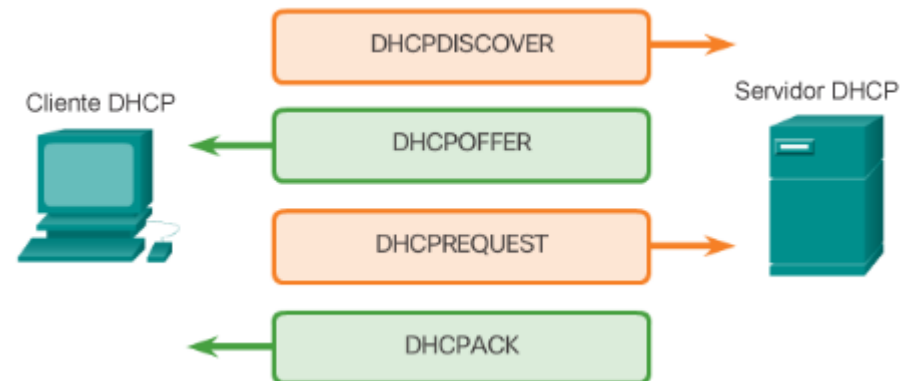 DHCPDISCOVER
Cliente DHCP
Servidor DHCP
DHCPOFFER
DHCPREQUEST
DHCPACK